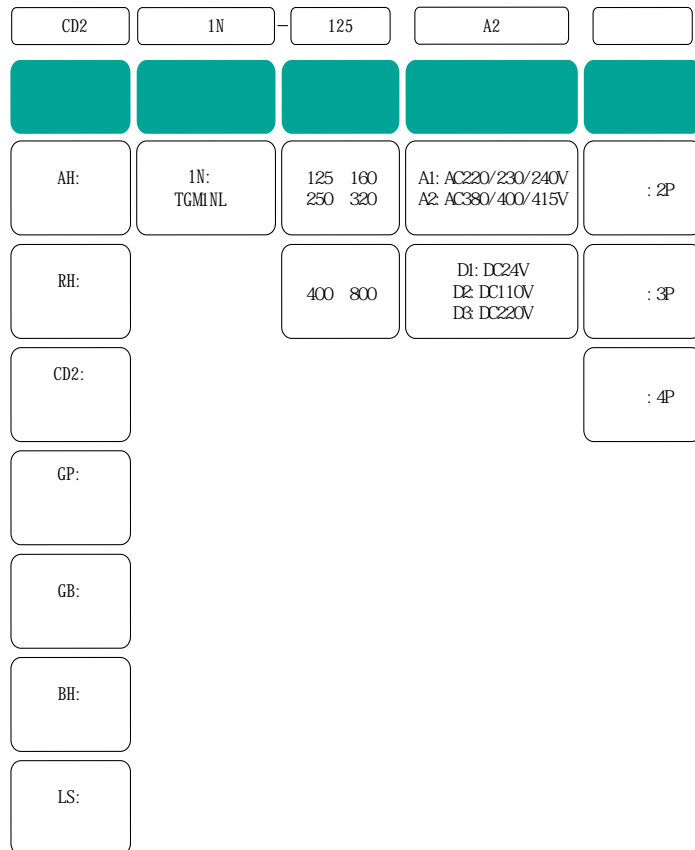 CD2
1N
-
125
A2
AH:
1N:
TGM1NL
125 160
250 320
A1: AC220/230/240V
A2: AC380/400/415V
: 2P
RH:
400 800
D1: DC24V
D2: DC110V
D3: DC220V
: 3P
CD2:
: 4P
GP:
GB:
BH:
LS: